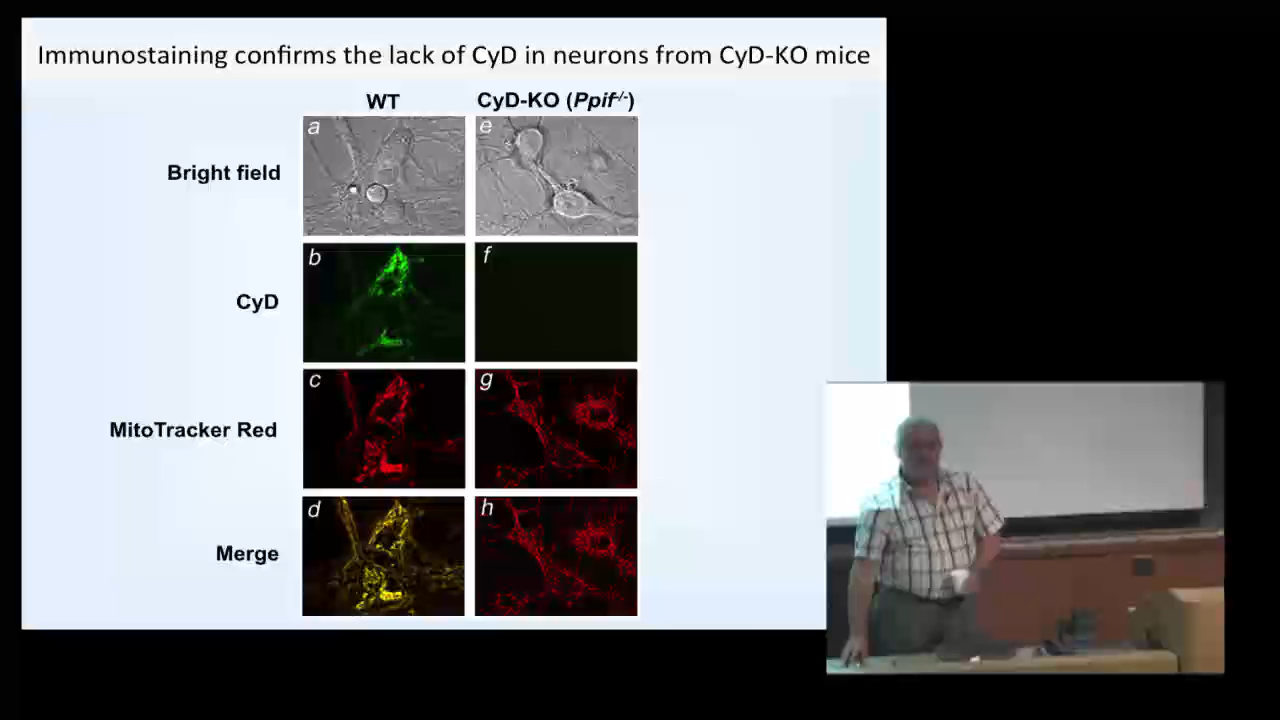 Immunostaining confirms the lack of CyD in neurons from CyD-KO mice
WT
CyD-KO (Ppif-/-)
Bright field
a
e
CyD
b
f
MitoTracker Red
c
g
Merge
d
h